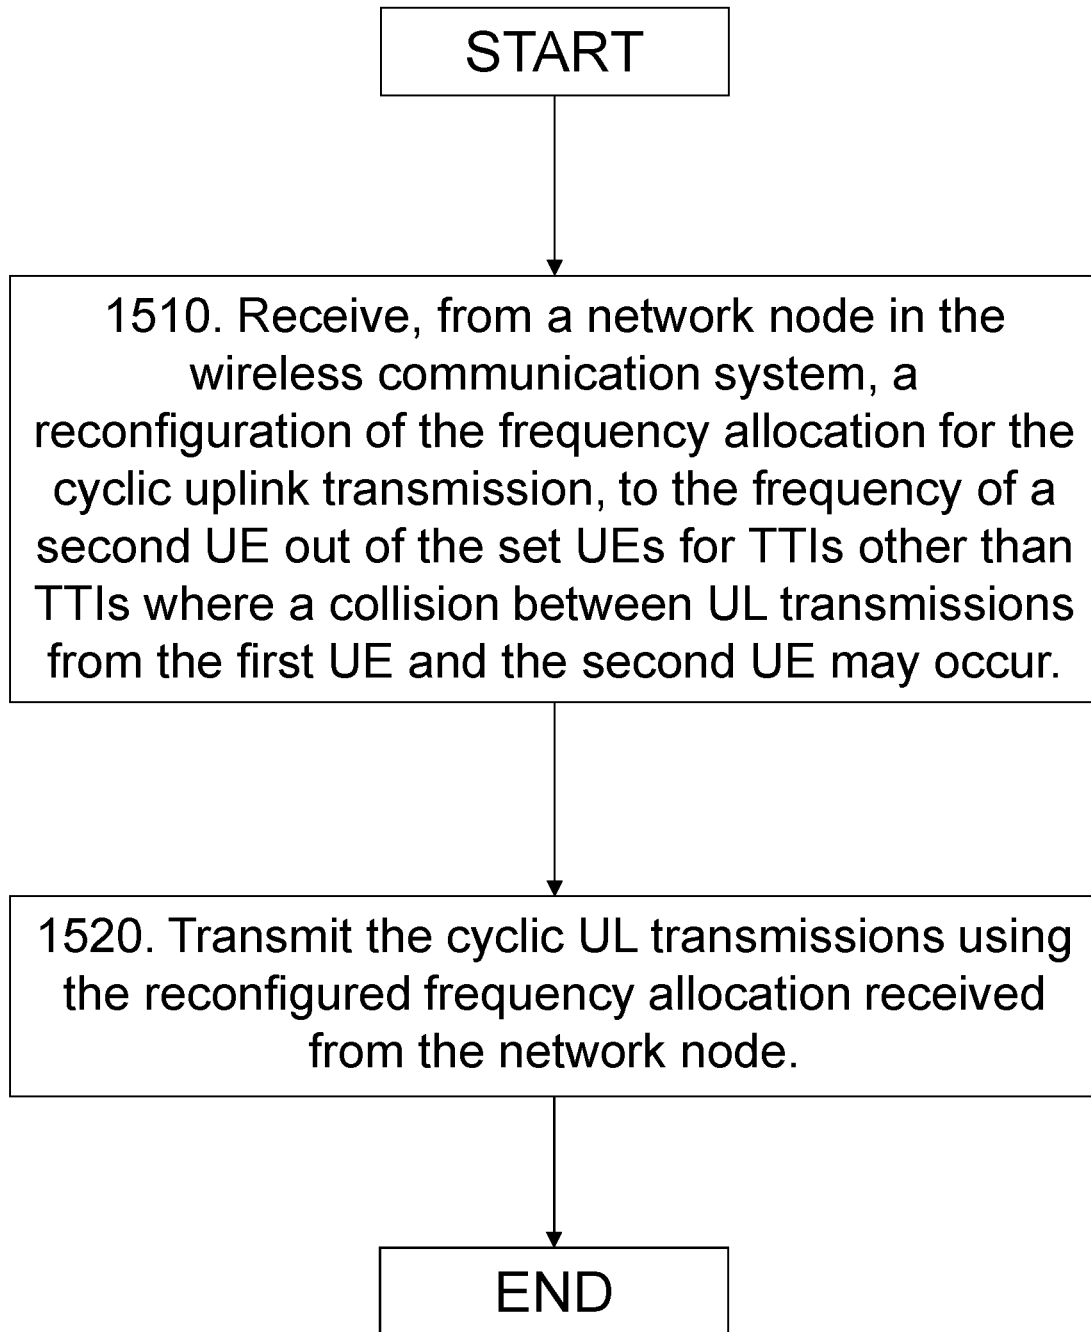 START
1510. Receive, from a network node in the
wireless communication system, a
reconfiguration of the frequency allocation for the
cyclic uplink transmission, to the frequency of a
second UE out of the set UEs for TTIs other than
TTIs where a collision between UL transmissions
from the first UE and the second UE may occur.
1520. Transmit the cyclic UL transmissions using
the reconfigured frequency allocation received
from the network node.
END